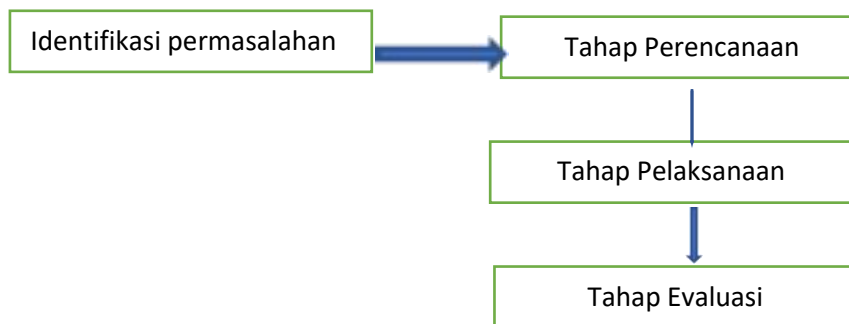 Identifikasi permasalahan
Tahap Perencanaan
Tahap Pelaksanaan
Tahap Evaluasi